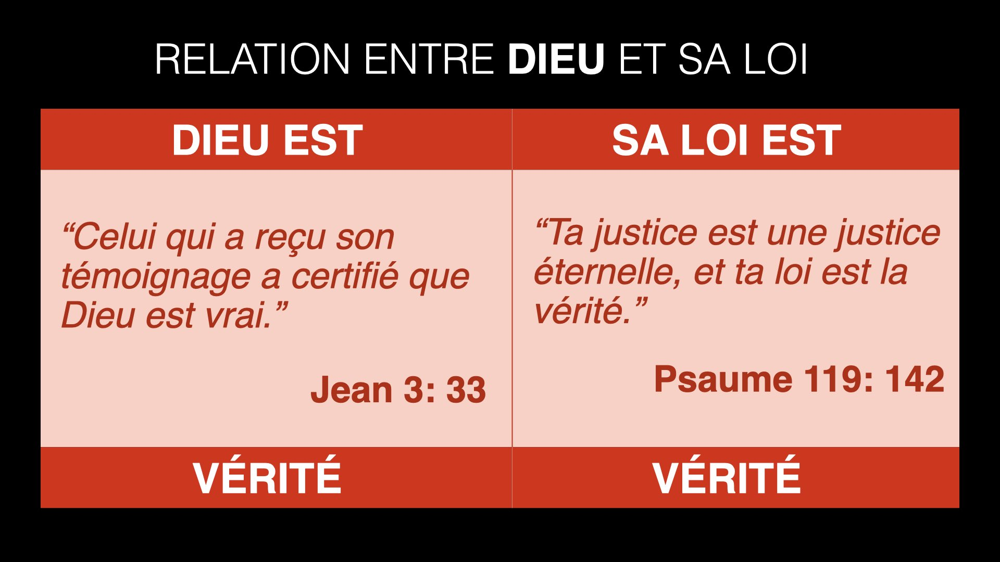 RELATION ENTRE DIEU ET SA LOI
DIEU EST
SA LOI EST
“Celui qui a reçu son
témoignage a certifié que
Dieu est vrai.”
Jean 3: 33
“Ta justice est une justice
éternelle, et ta loi est la
vérité.”
Psaume 119: 142
VÉRITÉ
VÉRITÉ